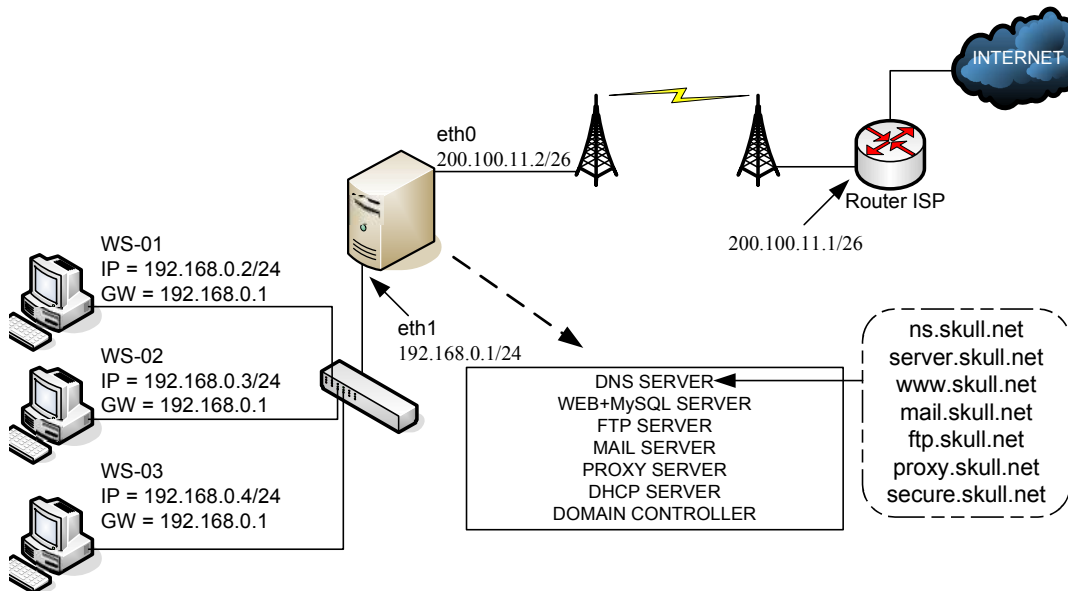 INTERNET
eth0
200.100.11.2/26
Router ISP
200.100.11.1/26
WS-01
IP = 192.168.0.2/24
GW = 192.168.0.1
eth1
192.168.0.1/24
WS-02
IP = 192.168.0.3/24
GW = 192.168.0.1
WS-03
IP = 192.168.0.4/24
GW = 192.168.0.1
DNS SERVER
WEB+MySQL SERVER
FTP SERVER
MAIL SERVER
PROXY SERVER
DHCP SERVER
DOMAIN CONTROLLER
ns.skull.net
server.skull.net
www.skull.net
mail.skull.net
ftp.skull.net
proxy.skull.net
secure.skull.net